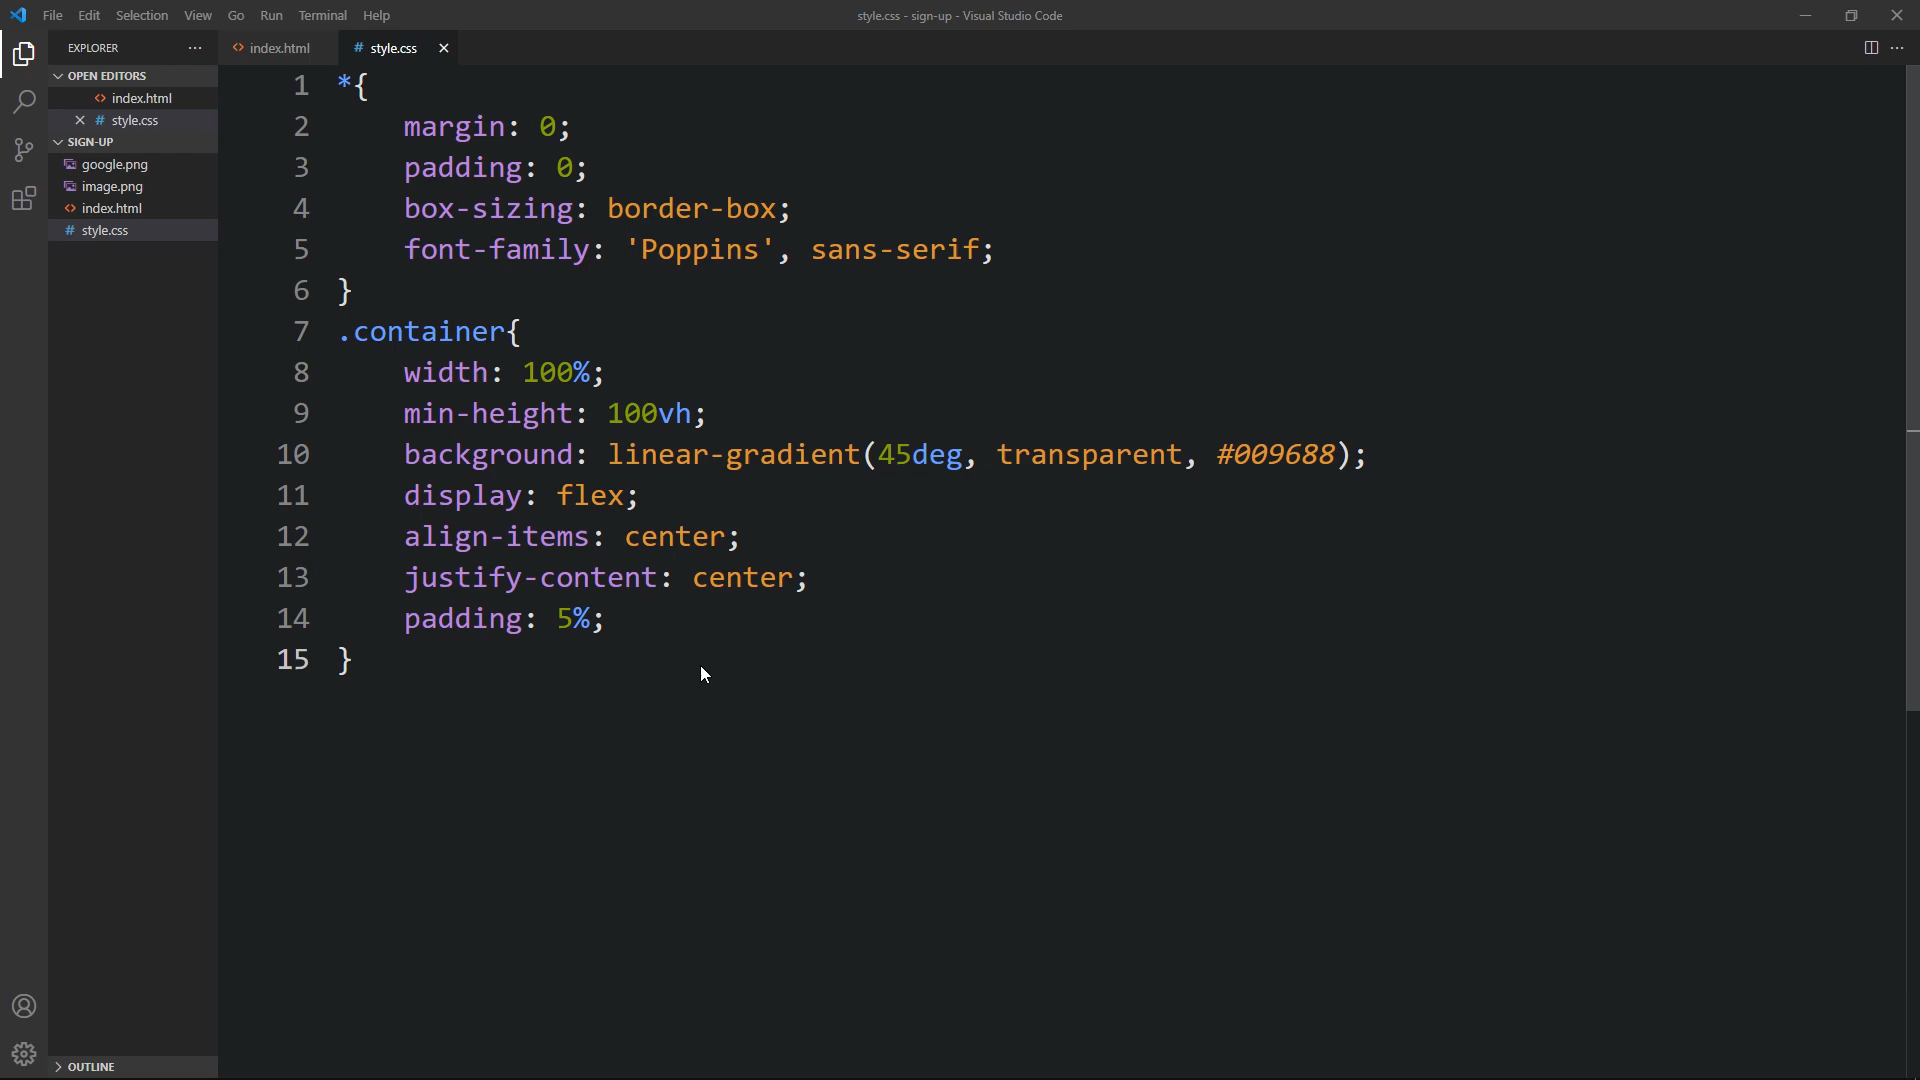 File Edit Selection View Go Run Terminal Help
style.css - sign-up - Visual Studio Code
EXPLORER ...
index.html
# style.css
OPEN EDITORS
index.html
# style.css
SIGN-UP
google.png
image.png
index.html
# style.css
OUTLINE
1 *{
2 margin: 0;
3 padding: 0;
4 box-sizing: border-box;
5 font-family: 'Poppins', sans-serif;
6 }
7 .container{
8 width: 100%;
9 min-height: 100vh;
10 background: linear-gradient(45deg, transparent, #009688);
11 display: flex;
12 align-items: center;
13 justify-content: center;
14 padding: 5%;
15 }